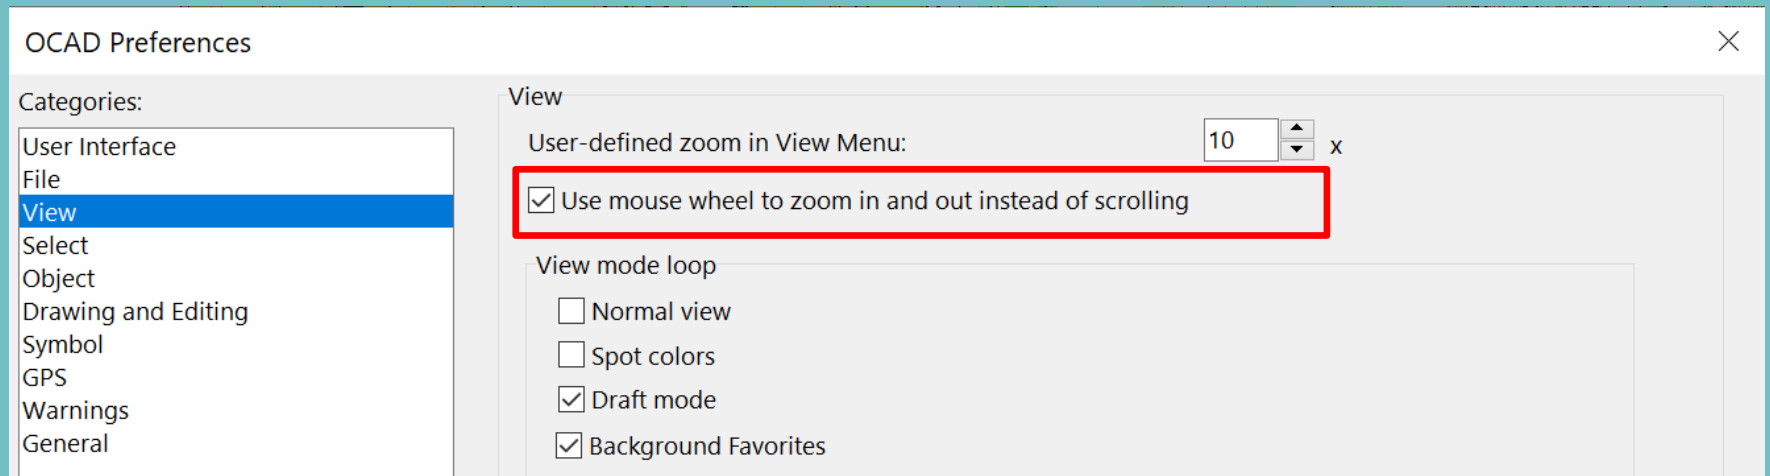 OCAD Preferences
Categories:
User Interface
File
View
Select
Object
Drawing and Editing
Symbol
GPS
Warnings
General
View
User-defined zoom in View Menu:
10
x
Use mouse wheel to zoom in and out instead of scrolling
View mode loop
Normal view
Spot colors
Draft mode
Background Favorites